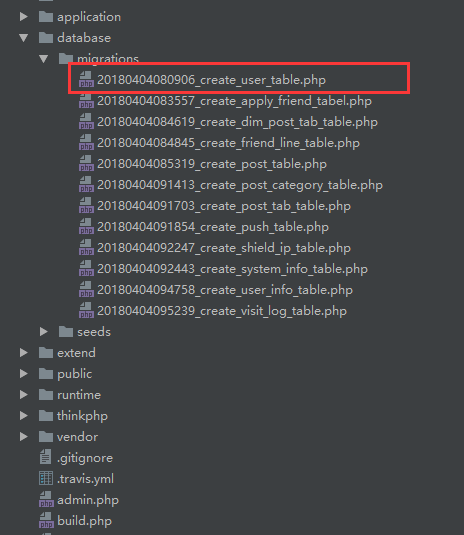 application
database
migrations
20180404080906_create_user_table.php
20180404083557_create_apply_friend_tabel.php
20180404084619_create_dim_post_tab_table.php
20180404084845_create_friend_line_table.php
20180404085319_create_post_table.php
20180404091413_create_post_category_table.php
20180404091703_create_post_tab_table.php
20180404091854_create_push_table.php
20180404092247_create_shield_ip_table.php
20180404092443_create_system_info_table.php
20180404094758_create_user_info_table.php
20180404095239_create_visit_log_table.php
seeds
extend
public
runtime
thinkphp
vendor
.gitignore
.travis.yml
admin.php
build.php